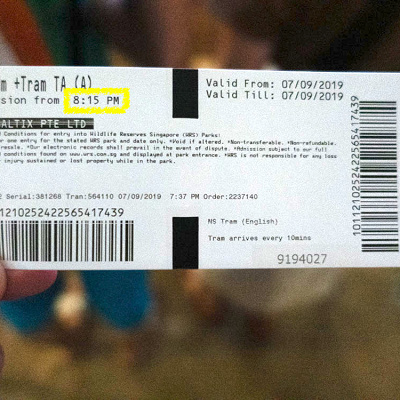 m +Tram TA (A)
sion from 8:15 PM
ALTIX PTE LTD
d Conditions for entry into Wildlife Reserves Singapore (WRS) Parks:
or one entry for the stated WRS park and date only. •Void if altered. •Non-transferable. •Non-refundable.
resale. •Our electronic records shall prevail in the event of dispute. •Admission subject to our full
d conditions found on www.wrs.com.sg and displayed at park entrance. •WRS is not responsible for any loss
r injury sustained or lost property while in the park.
2 Serial:381268 Tran:564110 07/09/2019 7:37 PM Order:2237140
10112102524225654 17439
Valid From: 07/09/2019
Valid Till: 07/09/2019
NS Tram (English)
Tram arrives every 10mins
9194027
1011210252422565417439